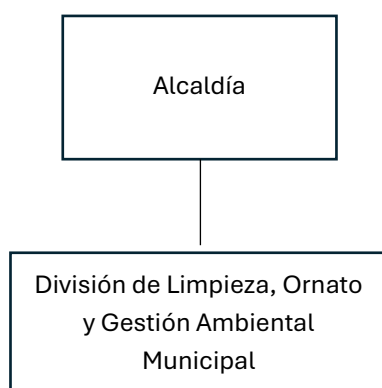 Alcaldía
División de Limpieza, Ornato
y Gestión Ambiental
Municipal